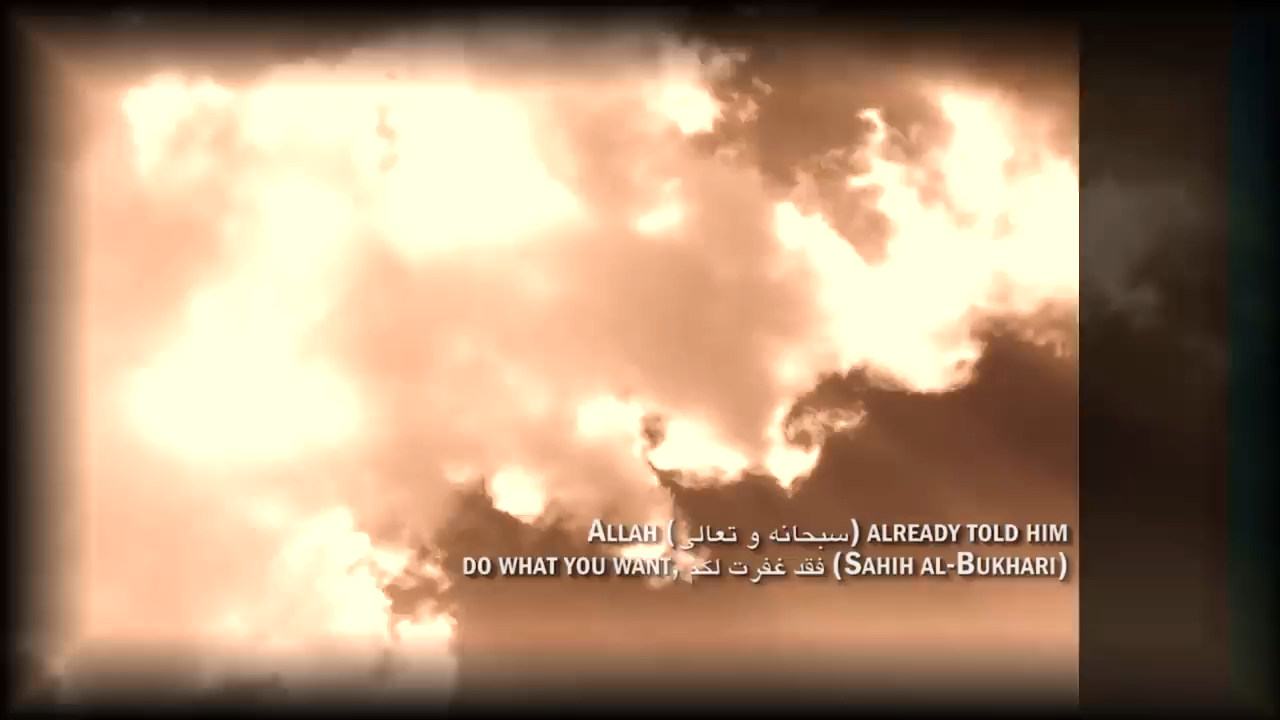 ALLAH (سبحانه و تعالى) ALREADY TOLD HIM
DO WHAT YOU WANT, فقد غفرت لكم (SAHIH AL-BUKHARI)